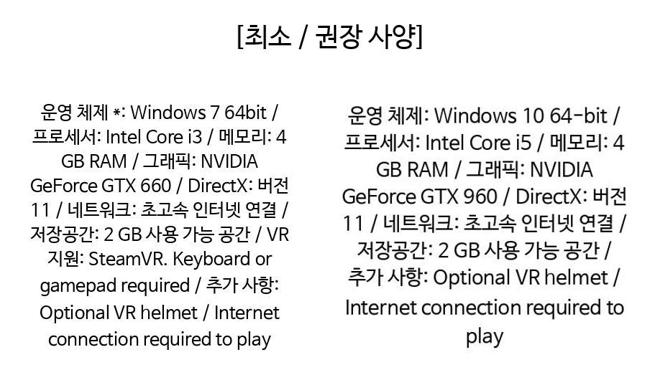 [최소 / 권장 사양]
운영 체제 *: Windows 7 64bit /
프로세서: Intel Core i3 / 메모리: 4
GB RAM / 그래픽: NVIDIA
GeForce GTX 660 / DirectX: 버전
11 / 네트워크: 초고속 인터넷 연결 /
저장공간: 2 GB 사용 가능 공간 / VR
지원: SteamVR. Keyboard or
gamepad required / 추가 사항:
Optional VR helmet / Internet
connection required to play
운영 체제: Windows 10 64-bit /
프로세서: Intel Core i5 / 메모리: 4
GB RAM / 그래픽: NVIDIA
GeForce GTX 960 / DirectX: 버전
11 / 네트워크: 초고속 인터넷 연결 /
저장공간: 2 GB 사용 가능 공간 /
추가 사항: Optional VR helmet /
Internet connection required to
play